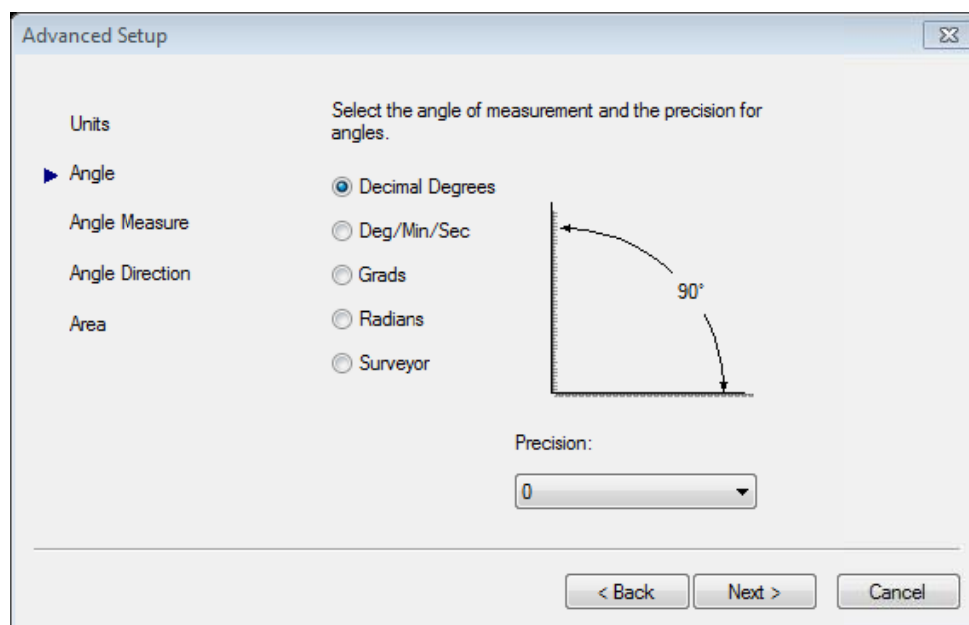 Advanced Setup
Units
Angle
Angle Measure
Angle Direction
Area
Select the angle of measurement and the precision for
angles.
Decimal Degrees
Deg/Min/Sec
Grads
Radians
Surveyor
90°
Precision:
0
< Back
Next >
Cancel